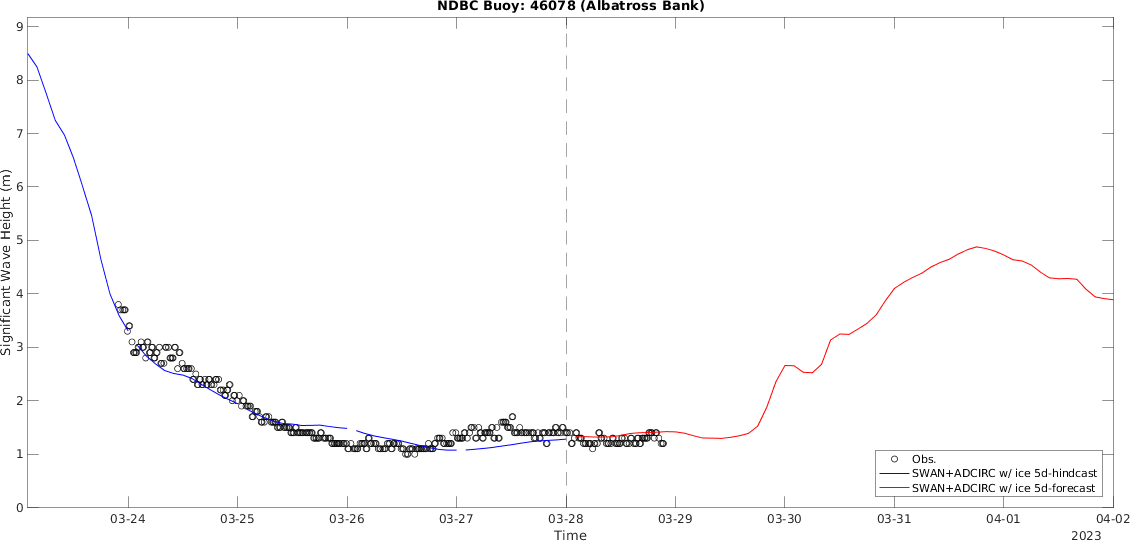 NDBC Buoy: 46078 (Albatross Bank)
Significant Wave Height (m)
9
8
7
6
5
4
3
2
1
0
03-24 03-25 03-26 03-27 03-28 03-29 03-30 03-31 04-01 04-02
Time
2023
Obs.
SWAN+ADCIRC w/ ice 5d-hindcast
SWAN+ADCIRC w/ ice 5d-forecast